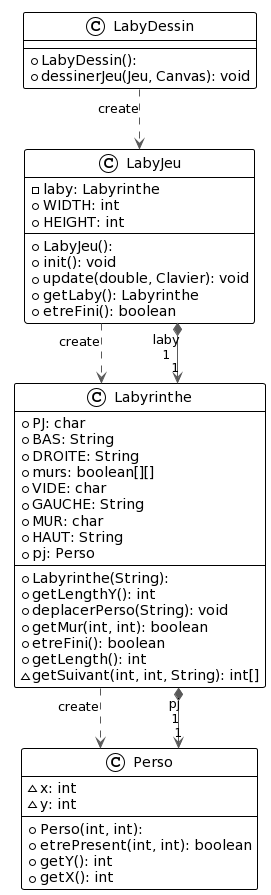 C LabyDessin
LabyDessin():
dessinerJeu(Jeu, Canvas): void
create
C LabyJeu
laby: Labyrinthe
WIDTH: int
HEIGHT: int
LabyJeu():
init(): void
update(double, Clavier): void
getLaby(): Labyrinthe
etreFini(): boolean
create
laby
1
1
C Labyrinthe
PJ: char
BAS: String
DROITE: String
murs: boolean[][]
VIDE: char
GAUCHE: String
MUR: char
HAUT: String
pj: Perso
Labyrinthe(String):
getLengthY(): int
deplacerPerso(String): void
getMur(int, int): boolean
etreFini(): boolean
getLength(): int
~getSuivant(int, int, String): int[]
create
pj
1
1
C Perso
~x: int
~y: int
Perso(int, int):
etrePresent(int, int): boolean
getY(): int
getX(): int